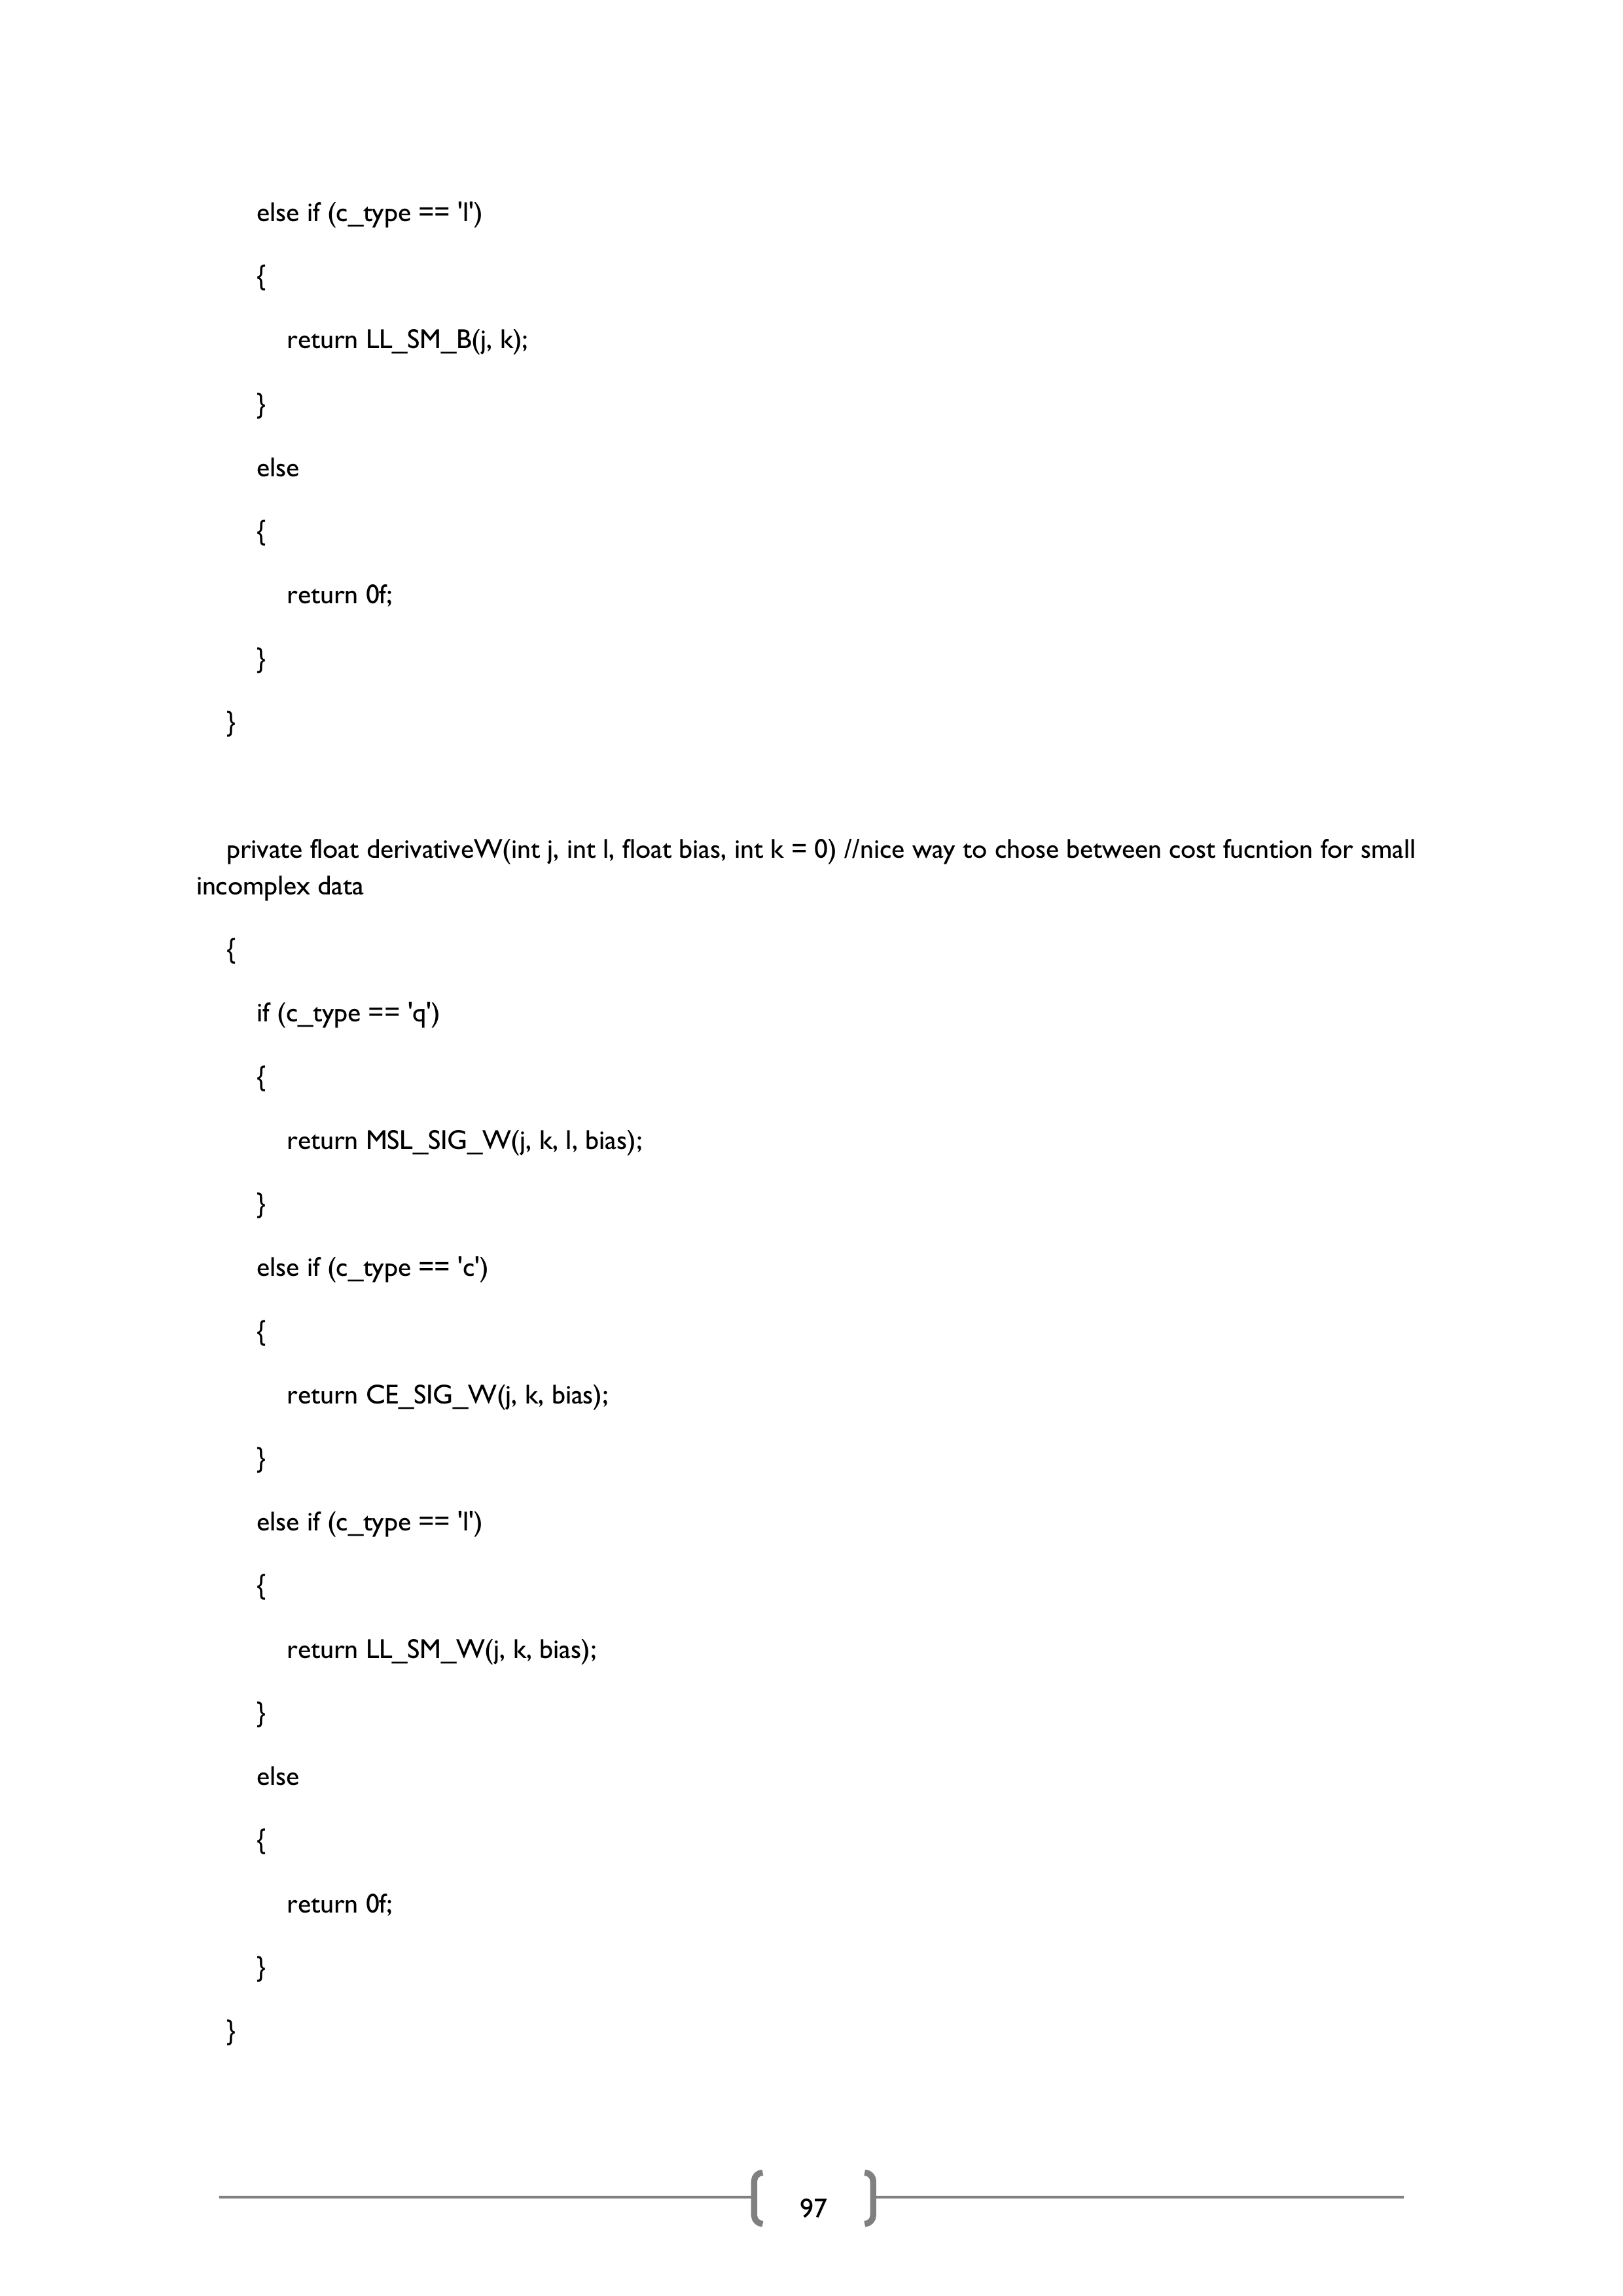 else if (c_type == 'l')
{
return LL_SM_B(j, k);
}
else
{
return 0f;
}
}
private float derivativeW(int j, int l, float bias, int k = 0) //nice way to chose between cost fucntion for small
incomplex data
{
if (c_type == 'q')
{
return MSL_SIG_W(j, k, l, bias);
}
else if (c_type == 'c')
{
return CE_SIG_W(j, k, bias);
}
else if (c_type == 'l')
{
return LL_SM_W(j, k, bias);
}
else
{
return 0f;
}
}
97